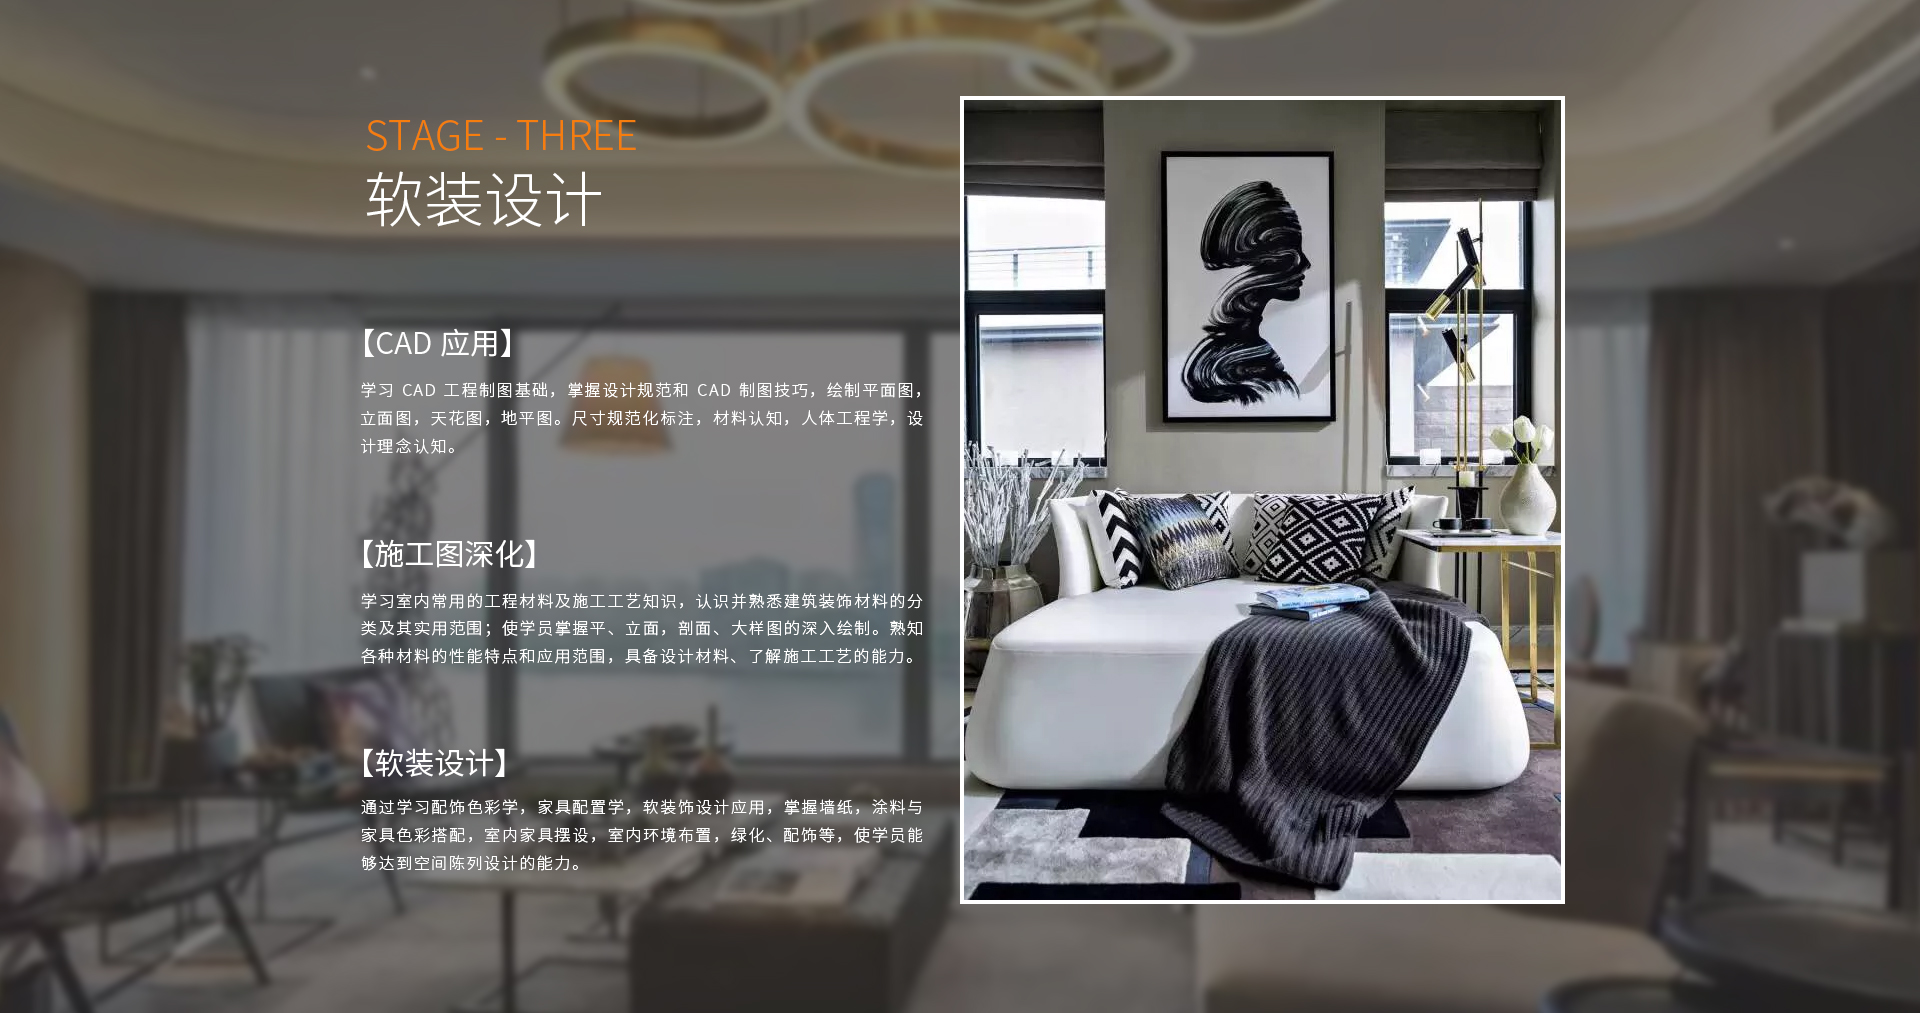 STAGE - THREE
软装设计
【CAD 应用】
学习 CAD 工程制图基础，掌握设计规范和 CAD 制图技巧，绘制平面图，
立面图，天花图，地平图。尺寸规范化标注，材料认知，人体工程学，设
计理念认知。
【施工图深化】
学习室内常用的工程材料及施工工艺知识，认识并熟悉建筑装饰材料的分
类及其实用范围；使学员掌握平、立面，剖面、大样图的深入绘制。熟知
各种材料的性能特点和应用范围，具备设计材料、了解施工工艺的能力。
【软装设计】
通过学习配饰色彩学，家具配置学，软装饰设计应用，掌握墙纸，涂料与
家具色彩搭配，室内家具摆设，室内环境布置，绿化、配饰等，使学员能
够达到空间陈列设计的能力。